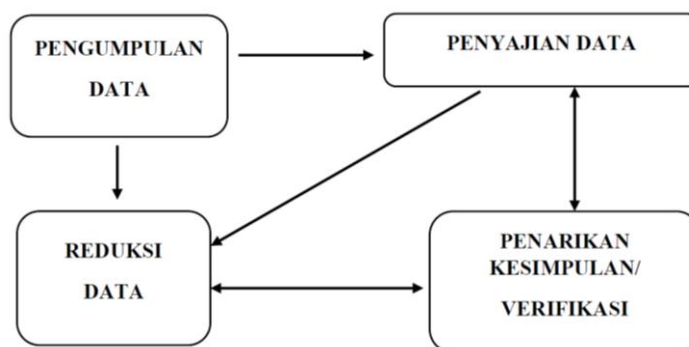 PENGUMPULAN
DATA
PENYAJIAN DATA
REDUKSI
DATA
PENARIKAN
KESIMPULAN/
VERIFIKASI